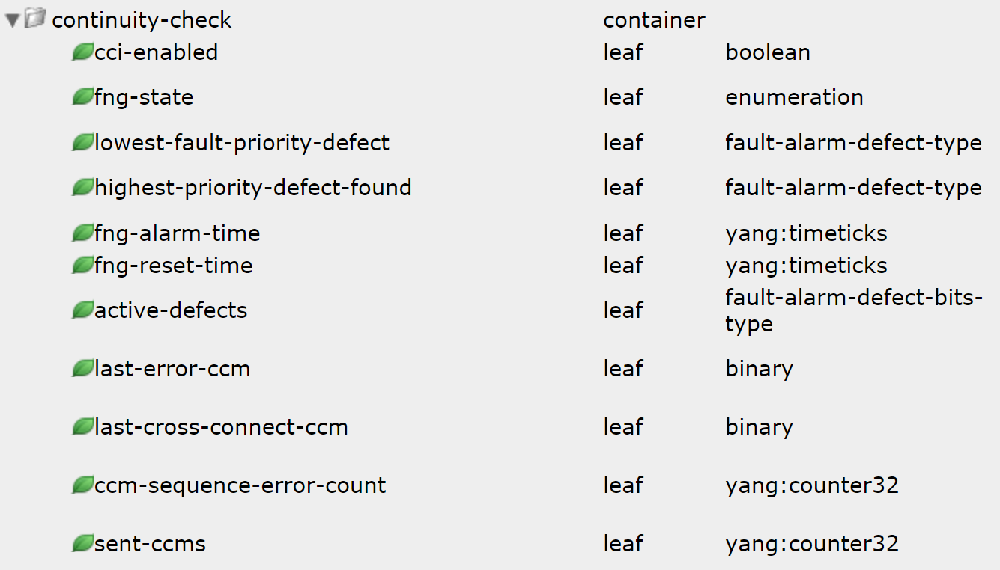 continuity-check container
cci-enabled leaf boolean
fng-state leaf enumeration
lowest-fault-priority-defect leaf fault-alarm-defect-type
highest-priority-defect-found leaf fault-alarm-defect-type
fng-alarm-time leaf yang:timeticks
fng-reset-time leaf yang:timeticks
active-defects leaf fault-alarm-defect-bits-
type
last-error-ccm leaf binary
last-cross-connect-ccm leaf binary
ccm-sequence-error-count leaf yang:counter32
sent-ccms leaf yang:counter32